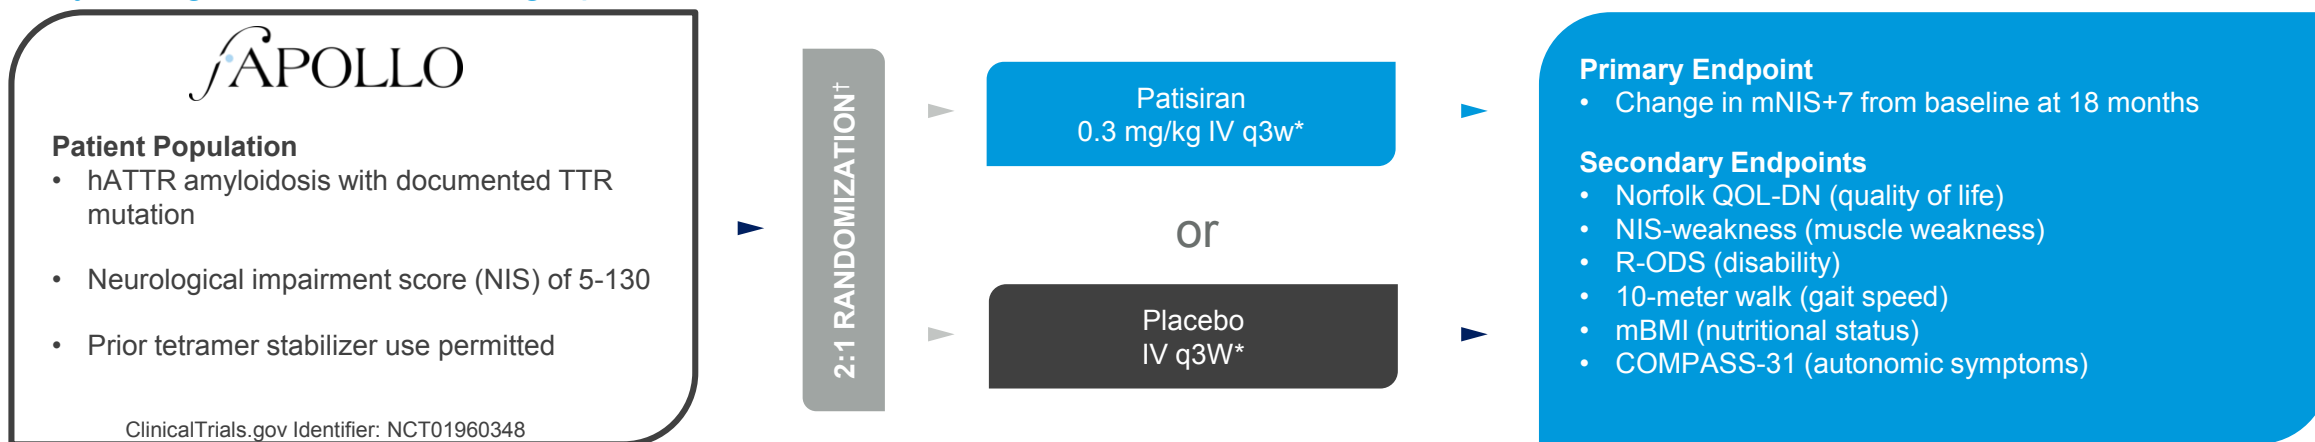 APOLLO
Patient Population
• hATTR amyloidosis with documented TTR
mutation
• Neurological impairment score (NIS) of 5-130
• Prior tetramer stabilizer use permitted
ClinicalTrials.gov Identifier: NCT01960348
2:1 RANDOMIZATION†
Patisiran
0.3 mg/kg IV q3w*
or
Placebo
IV q3W*
Primary Endpoint
• Change in mNIS+7 from baseline at 18 months
Secondary Endpoints
• Norfolk QOL-DN (quality of life)
• NIS-weakness (muscle weakness)
• R-ODS (disability)
• 10-meter walk (gait speed)
• mBMI (nutritional status)
• COMPASS-31 (autonomic symptoms)